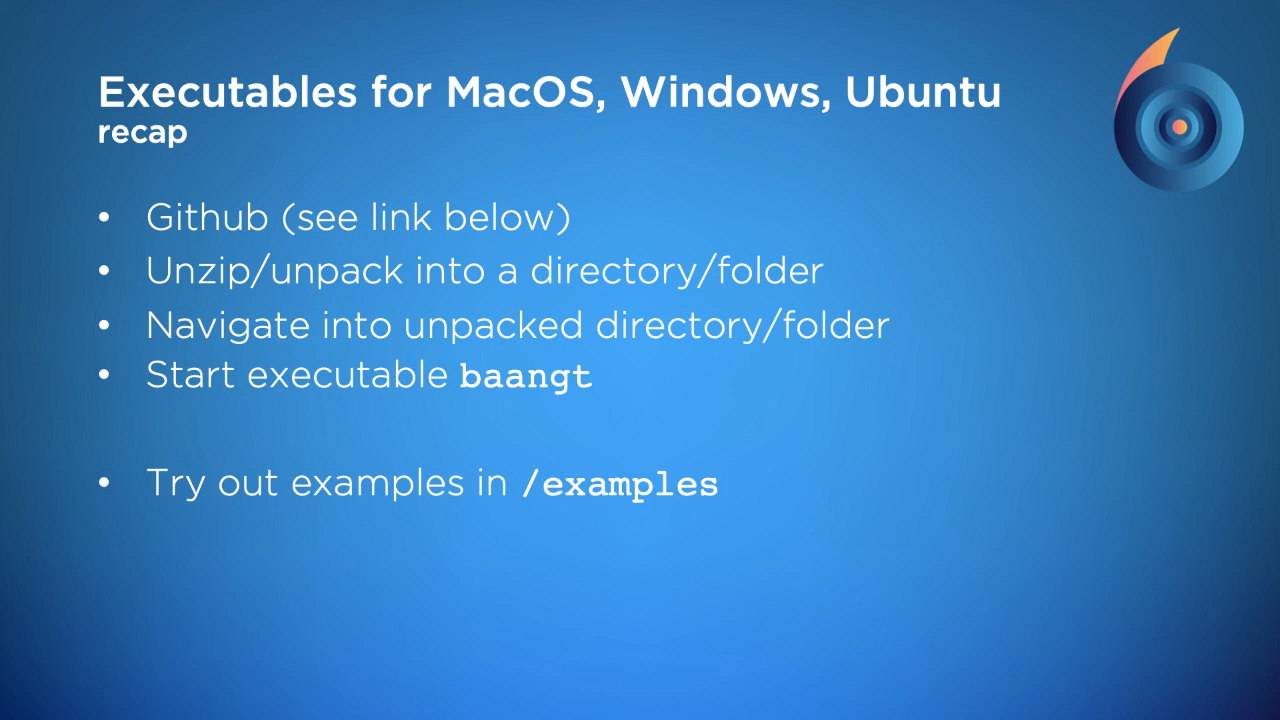 Executables for MacOS, Windows, Ubuntu
recap
• Github (see link below)
• Unzip/unpack into a directory/folder
• Navigate into unpacked directory/folder
• Start executable baangt
• Try out examples in /examples